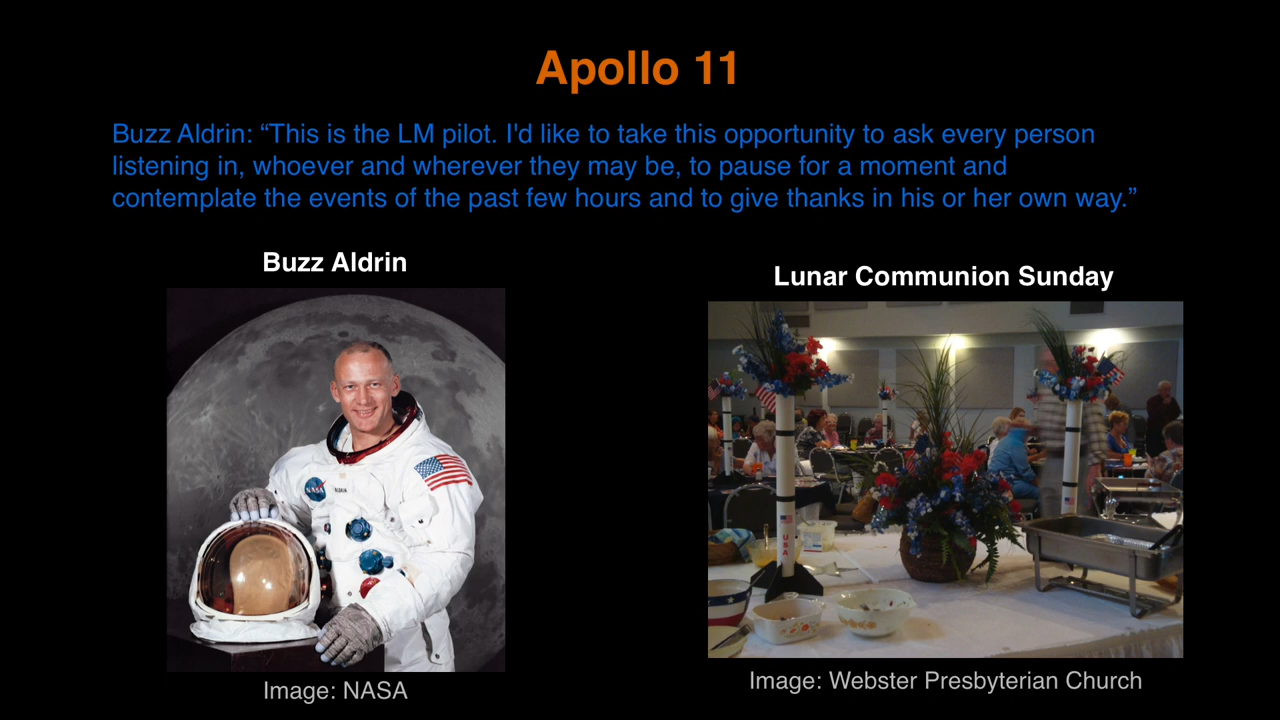 Apollo 11
Buzz Aldrin: “This is the LM pilot. I'd like to take this opportunity to ask every person
listening in, whoever and wherever they may be, to pause for a moment and
contemplate the events of the past few hours and to give thanks in his or her own way.”
Buzz Aldrin
Lunar Communion Sunday
NASA
ALDRIN
USA
Image: NASA
Image: Webster Presbyterian Church